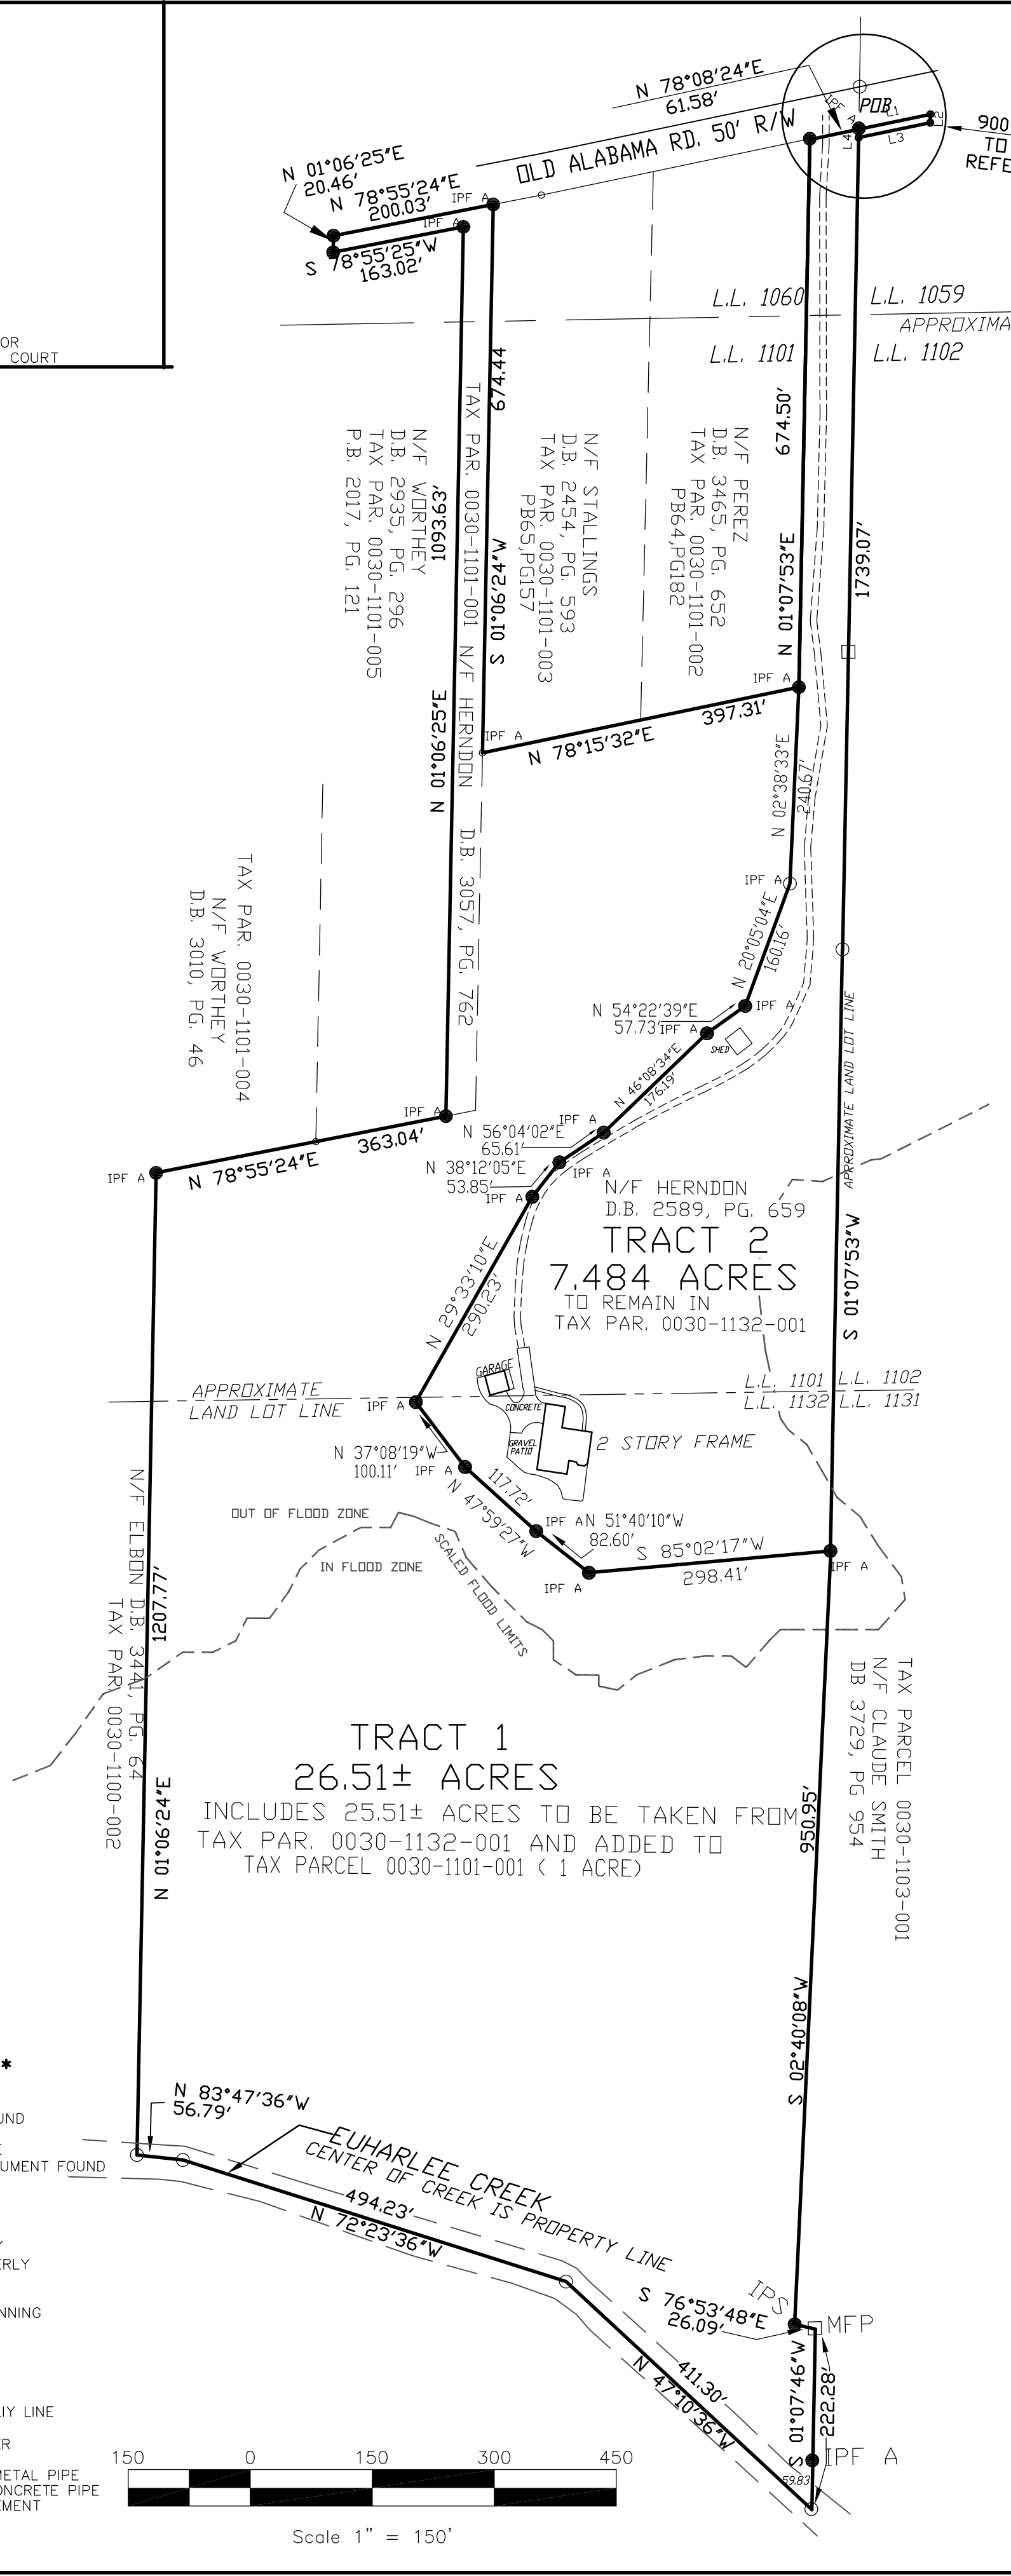 N 78°08'24"E
61.58'
OLD ALABAMA RD. 50' R/W
IPF A
POB
L1
L2
L3
L4
900
TO
REFE
N 01°06'25"E
20.46'
N 78°55'24"E
200.03'
IPF A
IPF A
S 78°55'25"W
163.02'
OR
COURT
L.L. 1060
L.L. 1059
APPROXIMA
L.L. 1101
L.L. 1102
674.44
S 01°06'24"W
674.50'
N 01°07'53"E
1739.07'
N/F WORTHEY
D.B. 2935, PG. 296
TAX PAR. 0030-1101-005
P.B. 2017, PG. 121
1093.63'
N 01°06'25"E
TAX PAR. 0030-1101-001 N/F HERNDON D.B. 3057, PG. 762
N/F STALLINGS
D.B. 2454, PG. 593
TAX PAR. 0030-1101-003
PB65,PG157
N/F PEREZ
D.B. 3465, PG. 652
TAX PAR. 0030-1101-002
PB64,PG182
IPF A
IPF A
397.31'
N 78°15'32"E
N 02°38'33"E
240.67'
IPF A
N 20°05'04"E
160.16'
TAX PAR. 0030-1101-004
N/F WORTHEY
D.B. 3010, PG. 46
N 54°22'39"E
57.73'
IPF A
IPF A
SHED
N 46°08'34"E
176.19'
APPROXIMATE LAND LOT LINE
IPF A
363.04'
N 78°55'24"E
IPF A
IPF A
N 56°04'02"E
65.61'
IPF A
N 38°12'05"E
53.85'
IPF A
N/F HERNDON
D.B. 2589, PG. 659
TRACT 2
7.484 ACRES
TO REMAIN IN
TAX PAR. 0030-1132-001
S 01°07'53"W
N 29°33'10"E
290.23'
GARAGE
CONCRETE
GRAVEL
PATIO
2 STORY FRAME
L.L. 1101
L.L. 1102
L.L. 1132
L.L. 1131
APPROXIMATE
LAND LOT LINE
IPF A
N 37°08'19"W
100.11'
IPF A
117.72'
N 47°59'27"W
IPF A
N 51°40'10"W
82.60'
IPF A
S 85°02'17"W
298.41'
IPF A
OUT OF FLOOD ZONE
IN FLOOD ZONE
SCALED FLOOD LIMITS
N/F ELBON D.B. 3441, PG. 64
TAX PAR. 0030-1100-002
1207.77'
N 01°06'24"E
TAX PARCEL 0030-1103-001
N/F CLAUDE SMITH
DB 3729, PG 954
TRACT 1
26.51± ACRES
INCLUDES 25.51± ACRES TO BE TAKEN FROM
TAX PAR. 0030-1132-001 AND ADDED TO
TAX PARCEL 0030-1101-001 ( 1 ACRE)
950.95'
S 02°40'08"W
*
UND
E
UMENT FOUND
Y
ERLY
NNING
LIY LINE
ER
METAL PIPE
ONCRETE PIPE
EMENT
N 83°47'36"W
56.79'
EUHARLEE CREEK
CENTER OF CREEK IS PROPERTY LINE
494.23'
N 72°23'36"W
IPS
S 76°53'48"E
26.09'
MFP
411.30'
N 47°10'36"W
S 01°07'46"W
222.28'
IPF A
59.83
150 0 150 300 450
Scale 1" = 150'